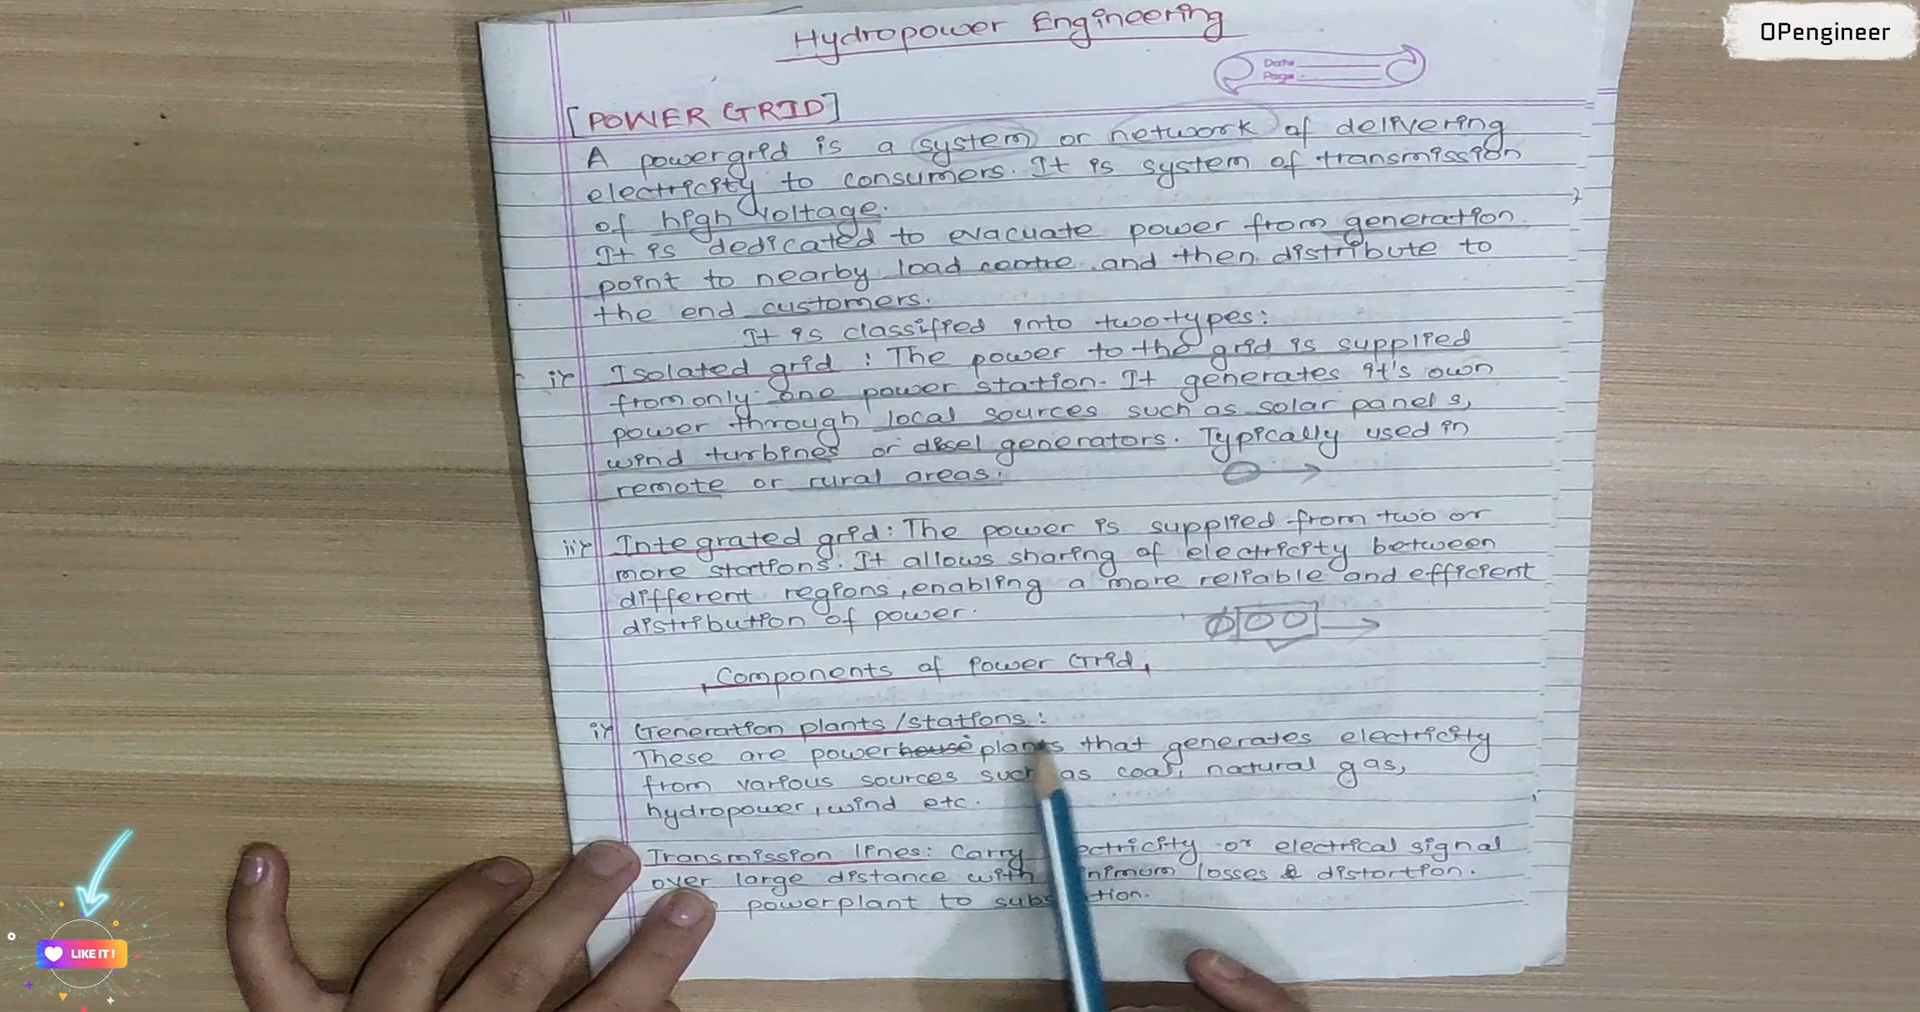 Hydropower Engineering
OPengineer
Date
Page
[POWER GRID]
A powergrid is a system or network of delivering
electricity to consumers. It is system of transmission
of high voltage.
It is dedicated to evacuate power from generation
point to nearby load centre and then distribute to
the end customers.
It is classified into two types:
i) Isolated grid : The power to the grid is supplied
from only one power station. It generates it's own
power through local sources such as solar panels,
wind turbines or disel generators. Typically used in
remote or rural areas.
ii) Integrated grid: The power is supplied from two or
more stations. It allows sharing of electricity between
different regions, enabling a more reliable and efficient
distribution of power.
Components of Power Grid
i) Generation plants/stations:
These are powerhouse plants that generates electricity
from various sources such as coal, natural gas,
hydropower, wind etc.
Transmission lines: Carry or electrical signal
over large distance with losses & distortion.
powerplant to
LIKE IT !